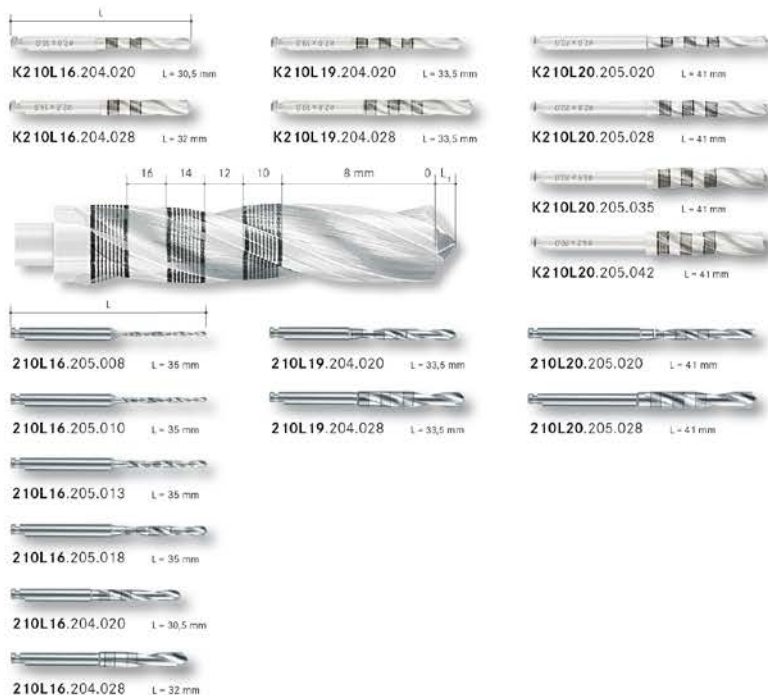 L
K210L16.204.020 L = 30,5 mm
K210L19.204.020 L = 33,5 mm
K210L20.205.020 L = 41 mm
K210L16.204.028 L = 32 mm
K210L19.204.028 L = 33,5 mm
K210L20.205.028 L = 41 mm
16 14 12 10 8 mm 0 L₁
K210L20.205.035 L = 41 mm
K210L20.205.042 L = 41 mm
L
210L16.205.008 L = 35 mm
210L19.204.020 L = 33,5 mm
210L20.205.020 L = 41 mm
210L16.205.010 L = 35 mm
210L19.204.028 L = 33,5 mm
210L20.205.028 L = 41 mm
210L16.205.013 L = 35 mm
210L16.205.018 L = 35 mm
210L16.204.020 L = 30,5 mm
210L16.204.028 L = 32 mm